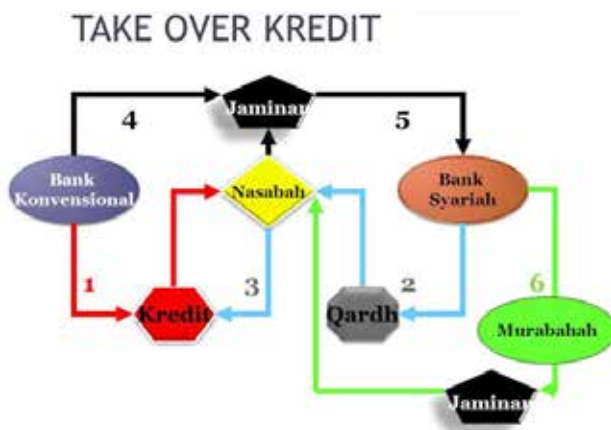 TAKE OVER KREDIT
Jaminan
4
5
Bank
Konvensional
Nasabah
Bank
Syariah
1
3
2
6
Kredit
Qardh
Murabahah
Jaminan